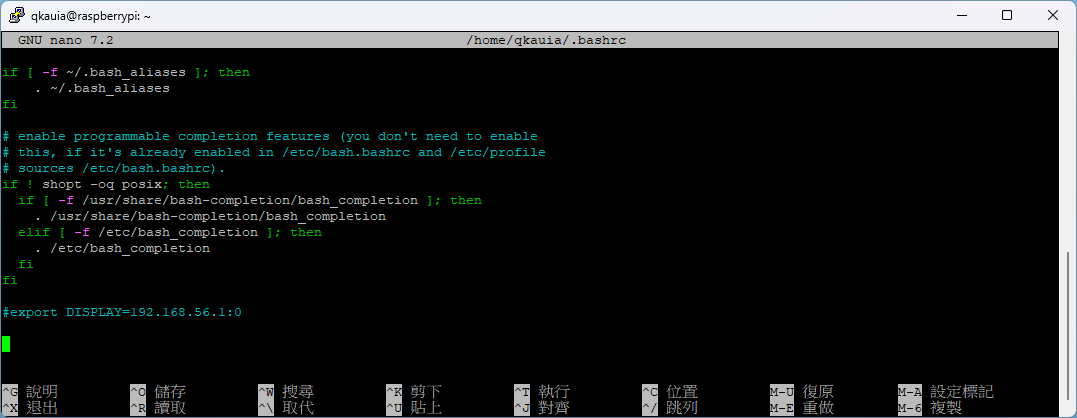 qkauia@raspberrypi: ~
GNU nano 7.2 /home/qkauia/.bashrc
if [ -f ~/.bash_aliases ]; then
    . ~/.bash_aliases
fi
# enable programmable completion features (you don't need to enable
# this, if it's already enabled in /etc/bash.bashrc and /etc/profile
# sources /etc/bash.bashrc).
if ! shopt -oq posix; then
  if [ -f /usr/share/bash-completion/bash_completion ]; then
    . /usr/share/bash-completion/bash_completion
  elif [ -f /etc/bash_completion ]; then
    . /etc/bash_completion
  fi
fi
#export DISPLAY=192.168.56.1:0
^G 說明 ^O 儲存 ^W 搜尋 ^K 剪下 ^T 執行 ^C 位置 M-U 復原 M-A 設定標記
^X 退出 ^R 讀取 ^\ 取代 ^U 貼上 ^J 對齊 ^/ 跳列 M-E 重做 M-6 複製